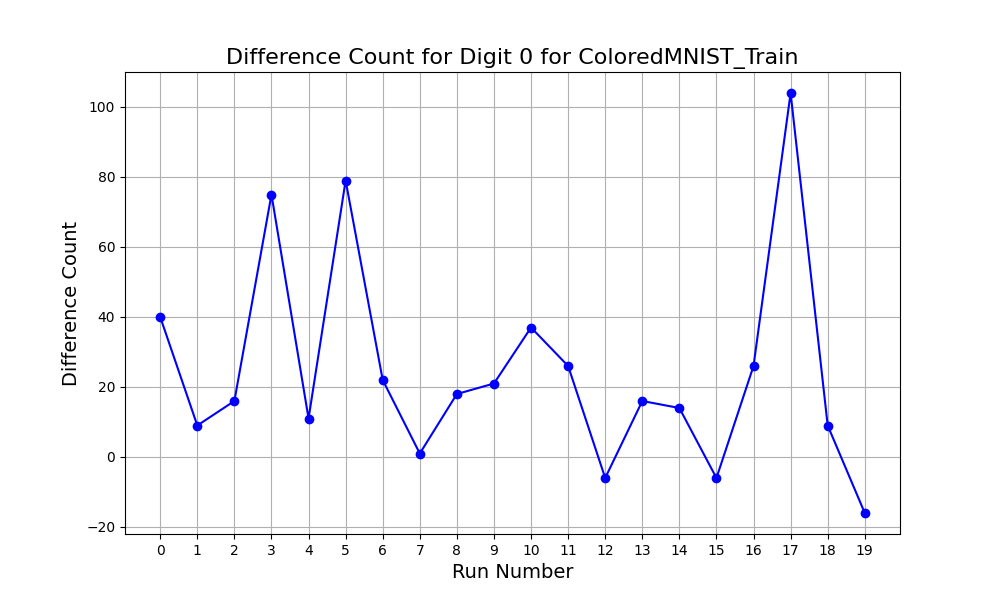 Difference Count for Digit 0 for ColoredMNIST_Train
Difference Count
100
80
60
40
20
0
−20
0 1 2 3 4 5 6 7 8 9 10 11 12 13 14 15 16 17 18 19
Run Number